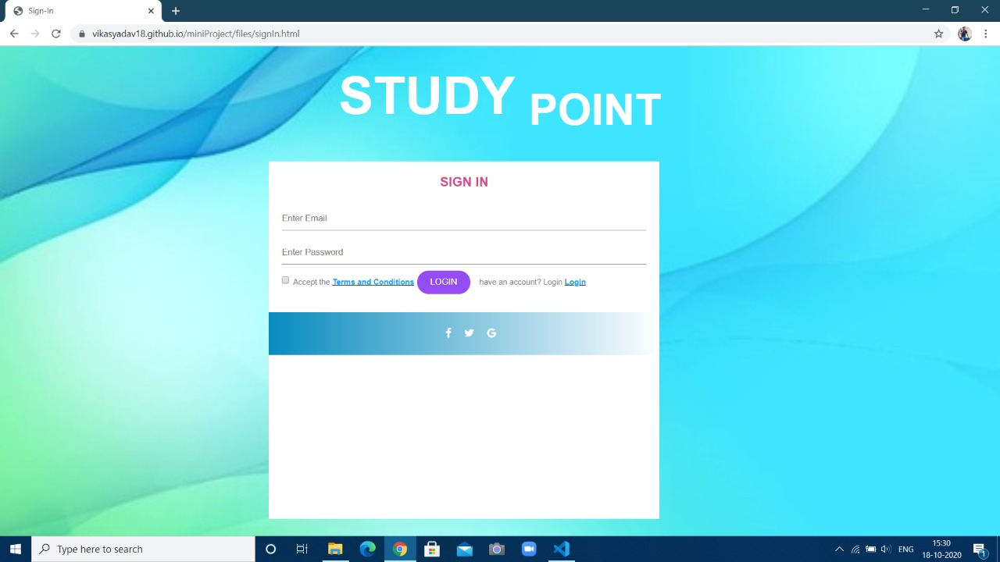 Sign-In
vikasyadav18.github.io/miniProject/files/signIn.html
STUDY POINT
SIGN IN
Enter Email
Enter Password
Accept the Terms and Conditions LOGIN have an account? Login Login
Type here to search
ENG
15:30
18-10-2020
1